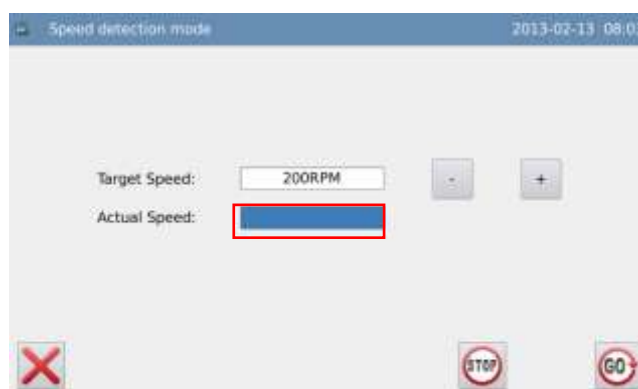 Speed detection mode 2013-02-13 08:0
Target Speed: 200RPM - +
Actual Speed:
STOP GO